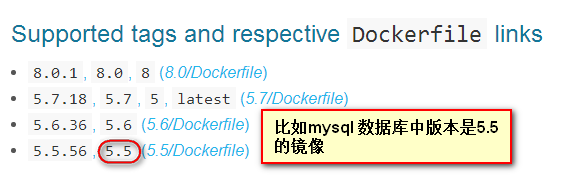 Supported tags and respective Dockerfile links
8.0.1 , 8.0 , 8 (8.0/Dockerfile)
5.7.18 , 5.7 , 5 , latest (5.7/Dockerfile)
5.6.36 , 5.6 (5.6/Dockerfile)
5.5.56 , 5.5 (5.5/Dockerfile)
比如mysql 数据库中版本是5.5
的镜像